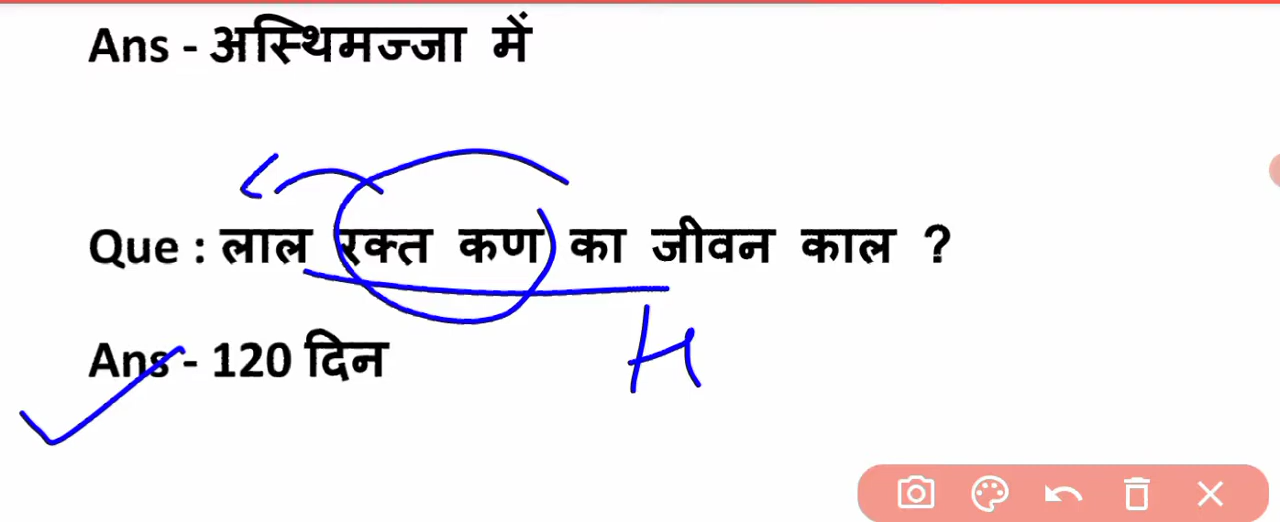 Ans - अस्थिमज्जा में
Que : लाल रक्त कण का जीवन काल ?
Ans - 120 दिन
H